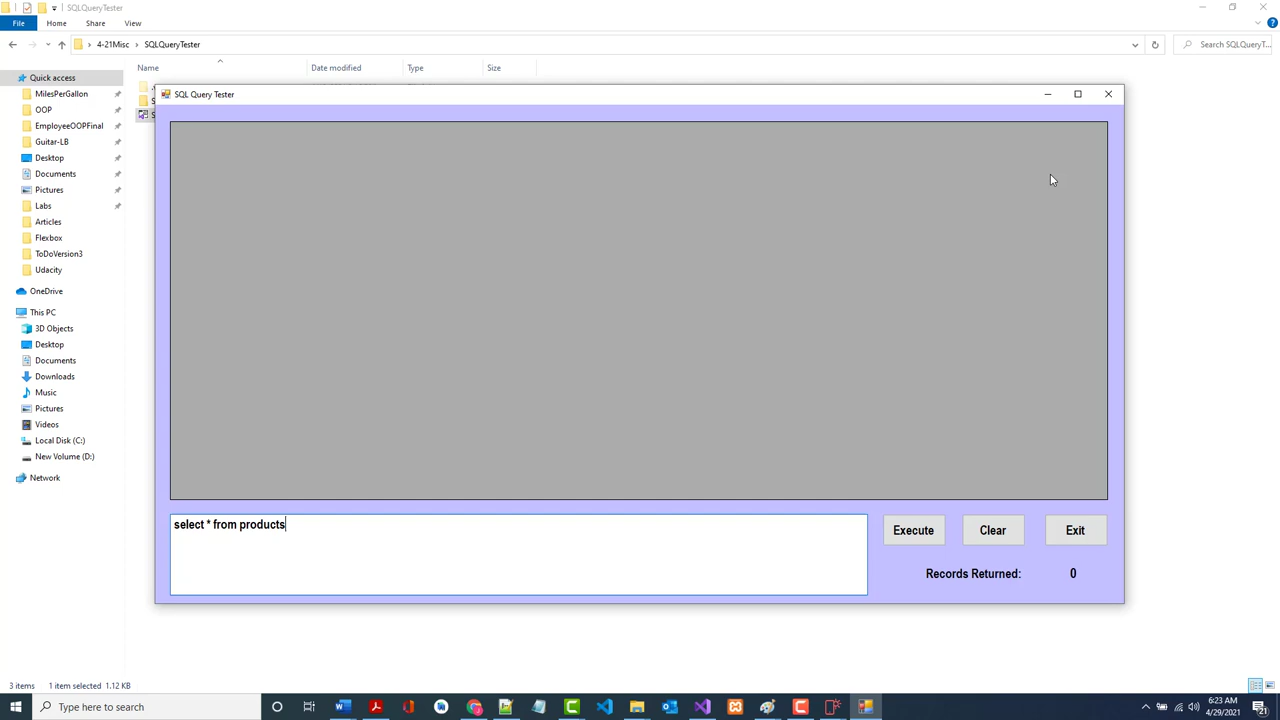 SQLQueryTester
File Home Share View
4-21Misc SQLQueryTester Search SQLQueryT...
Name Date modified Type Size
Quick access
MilesPerGallon
OOP
EmployeeOOPFinal
Guitar-LB
Desktop
Documents
Pictures
Labs
Articles
Flexbox
ToDoVersion3
Udacity
OneDrive
This PC
3D Objects
Desktop
Documents
Downloads
Music
Pictures
Videos
Local Disk (C:)
New Volume (D:)
Network
SQL Query Tester
select * from products
Execute Clear Exit
Records Returned: 0
3 items 1 item selected 1.12 KB
Type here to search
6:23 AM
4/29/2021
21